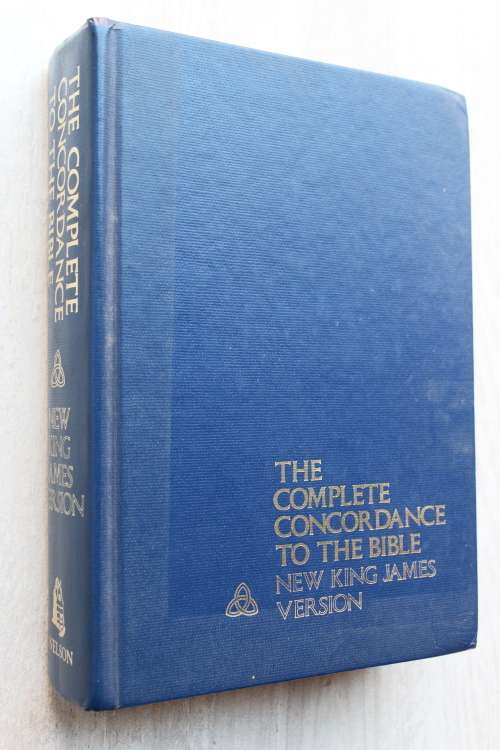 THE COMPLETE
CONCORDANCE
TO THE BIBLE
NEW
KING
JAMES
VERSION
NELSON
THE
COMPLETE
CONCORDANCE
TO THE BIBLE
NEW KING JAMES
VERSION